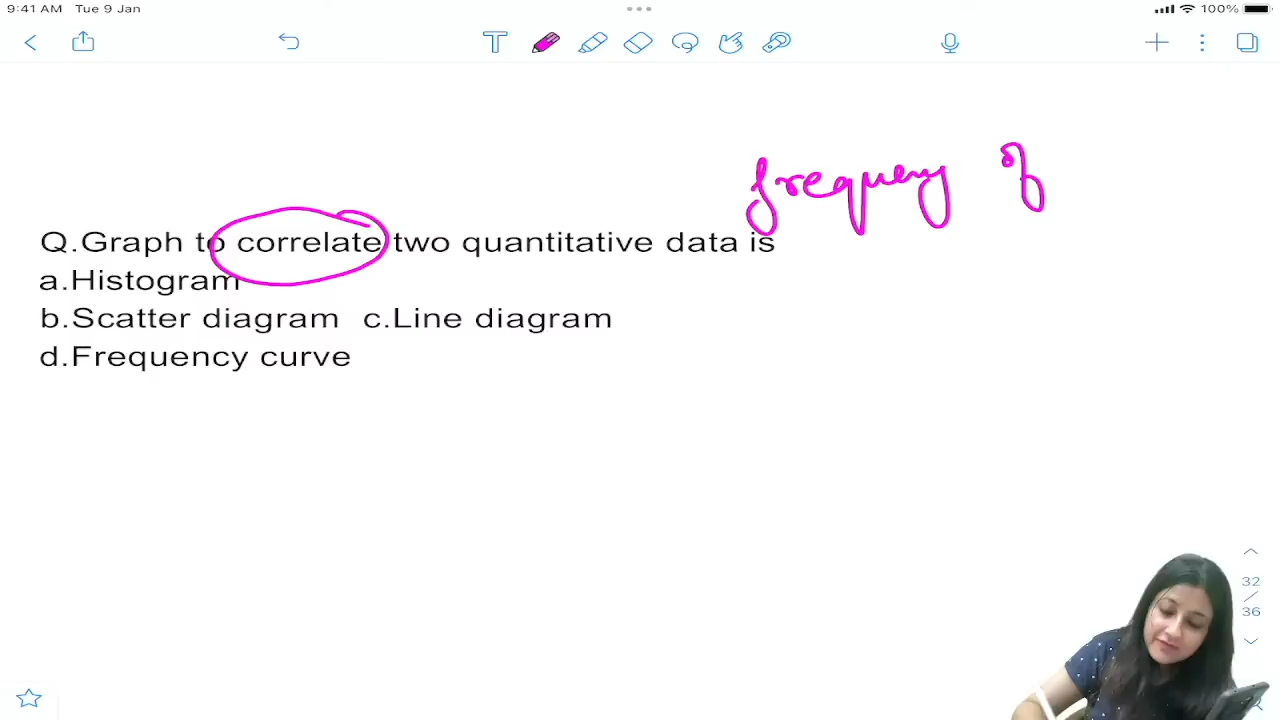 9:41 AM Tue 9 Jan
100%
T
frequency of
Q.Graph to correlate two quantitative data is
a.Histogram
b.Scatter diagram c.Line diagram
d.Frequency curve
32
/
36